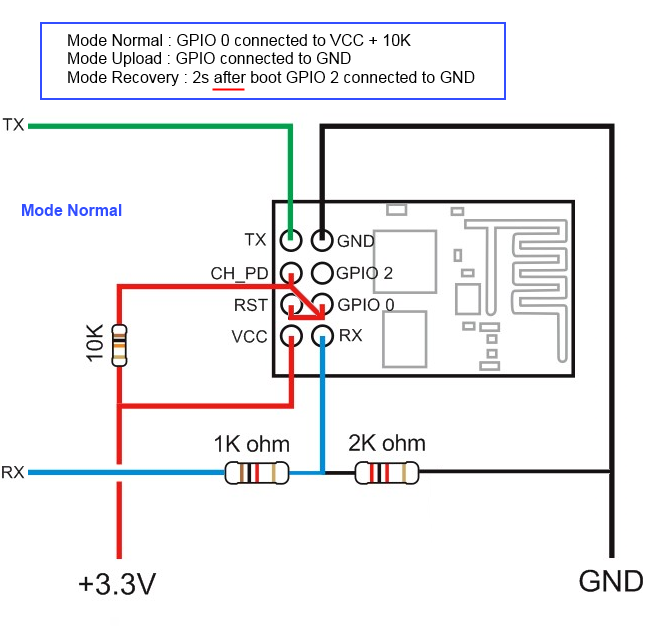 Mode Normal : GPIO 0 connected to VCC + 10K
Mode Upload : GPIO connected to GND
Mode Recovery : 2s after boot GPIO 2 connected to GND
TX
Mode Normal
TX
GND
CH_PD
GPIO 2
RST
GPIO 0
VCC
RX
10K
1K ohm
2K ohm
RX
+3.3V
GND